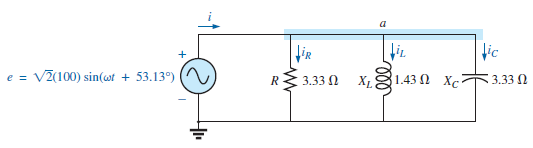 i
a
+
iR
iL
iC
e = √2(100) sin(ωt + 53.13°)
R
3.33 Ω
XL
1.43 Ω
XC
3.33 Ω
–